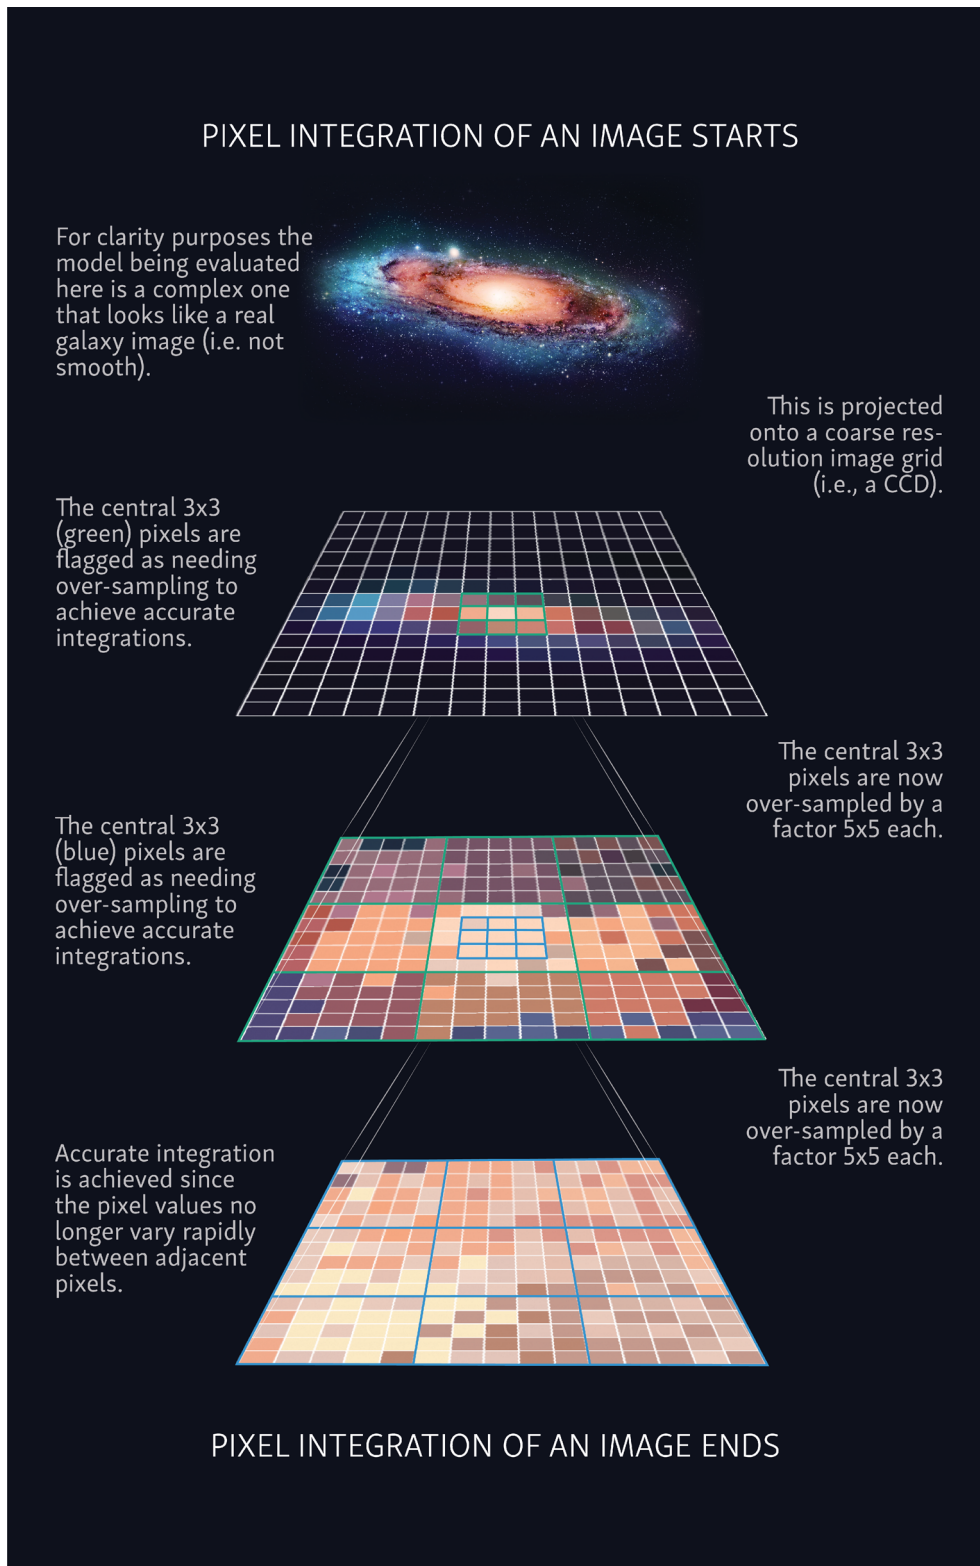 PIXEL INTEGRATION OF AN IMAGE STARTS
For clarity purposes the
model being evaluated
here is a complex one
that looks like a real
galaxy image (i.e. not
smooth).
This is projected
onto a coarse res-
olution image grid
(i.e., a CCD).
The central 3x3
(green) pixels are
flagged as needing
over-sampling to
achieve accurate
integrations.
The central 3x3
pixels are now
over-sampled by a
factor 5x5 each.
The central 3x3
(blue) pixels are
flagged as needing
over-sampling to
achieve accurate
integrations.
The central 3x3
pixels are now
over-sampled by a
factor 5x5 each.
Accurate integration
is achieved since
the pixel values no
longer vary rapidly
between adjacent
pixels.
PIXEL INTEGRATION OF AN IMAGE ENDS